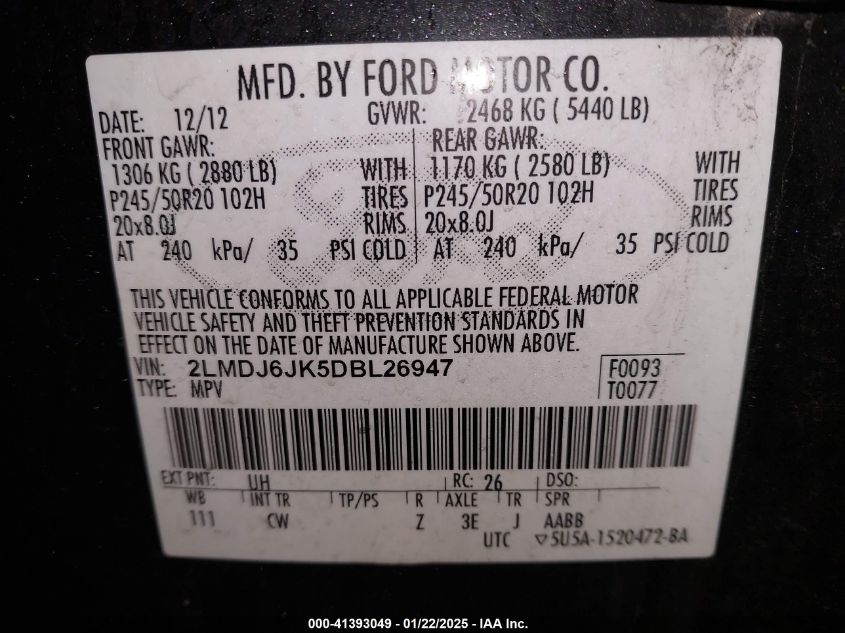 MFD. BY FORD MOTOR CO.
DATE: 12/12 GVWR: 2468 KG ( 5440 LB)
FRONT GAWR: REAR GAWR:
1306 KG ( 2880 LB) WITH 1170 KG ( 2580 LB) WITH
P245/50R20 102H TIRES P245/50R20 102H TIRES
20x8.0J RIMS 20x8.0J RIMS
AT 240 kPa/ 35 PSI COLD AT 240 kPa/ 35 PSI COLD
THIS VEHICLE CONFORMS TO ALL APPLICABLE FEDERAL MOTOR
VEHICLE SAFETY AND THEFT PREVENTION STANDARDS IN
EFFECT ON THE DATE OF MANUFACTURE SHOWN ABOVE.
VIN: 2LMDJ6JK5DBL26947 F0093
TYPE: MPV T0077
EXT PNT: UH RC: 26 DSO:
WB INT TR TP/PS R AXLE TR SPR
111 CW Z 3E J AABB
UTC ▽5U5A-1520472-BA
000-41393049 - 01/22/2025 - IAA Inc.